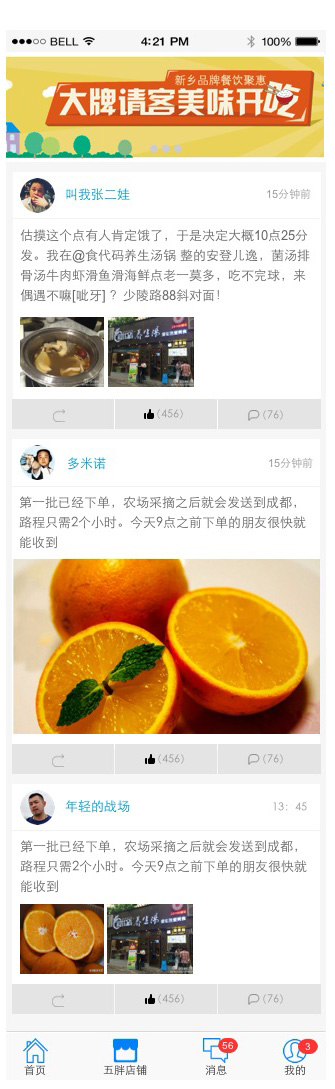 BELL 4:21 PM 100%
新乡品牌餐饮聚惠
大牌请客美味开吃
叫我张二娃 15分钟前
估摸这个点有人肯定饿了，于是决定大概10点25分
发。我在@食代码养生汤锅 整的安登儿逸，菌汤排
骨汤牛肉虾滑鱼滑海鲜点老一莫多，吃不完球，来
偶遇不嘛[呲牙] ？少陵路88斜对面！
(456) (76)
多米诺 15分钟前
第一批已经下单，农场采摘之后就会发送到成都，
路程只需2个小时。今天9点之前下单的朋友很快就
能收到
(456) (76)
年轻的战场 13：45
第一批已经下单，农场采摘之后就会发送到成都，
路程只需2个小时。今天9点之前下单的朋友很快就
能收到
(456) (76)
56 3
首页 五胖店铺 消息 我的